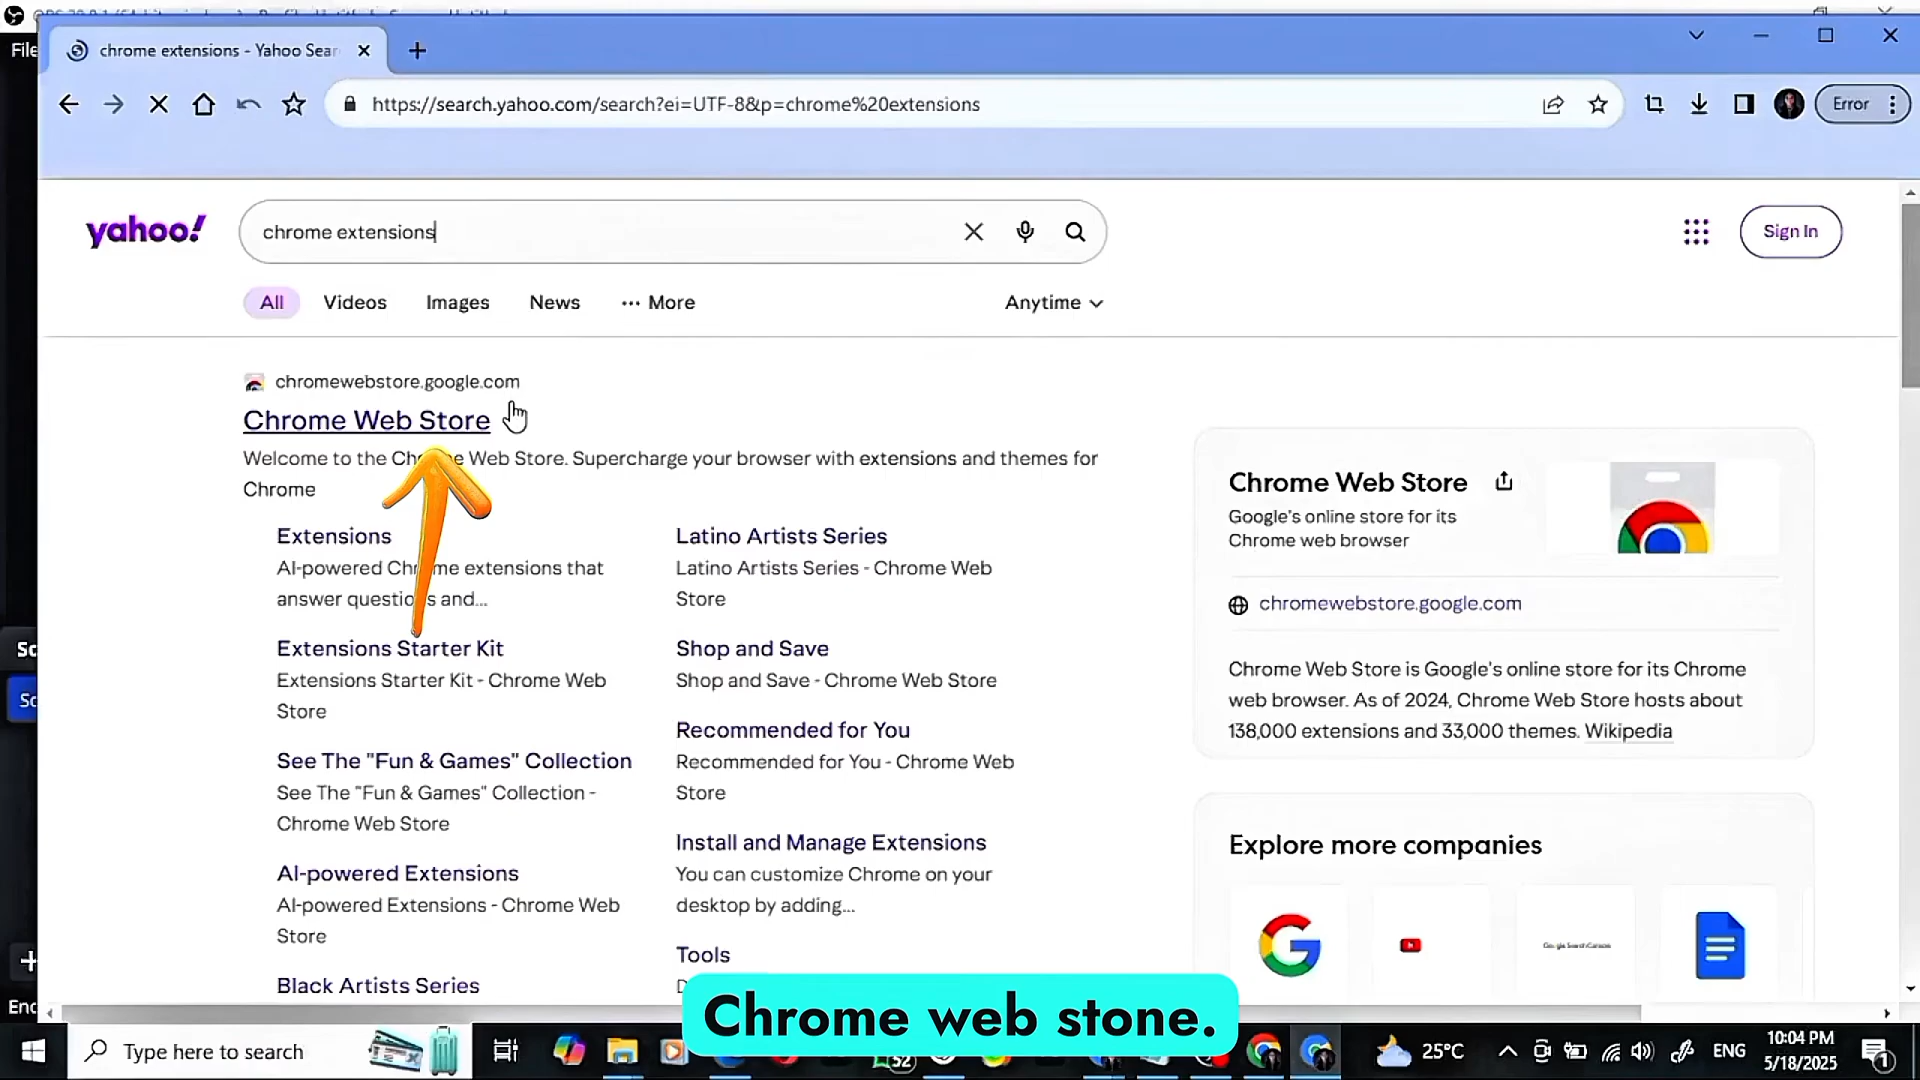 File
chrome extensions - Yahoo Sear
https://search.yahoo.com/search?ei=UTF-8&p=chrome%20extensions
Error
yahoo!
chrome extensions
Sign In
All
Videos
Images
News
More
Anytime
chromewebstore.google.com
Chrome Web Store
Welcome to the Chrome Web Store. Supercharge your browser with extensions and themes for
Chrome
Extensions
AI-powered Chrome extensions that
answer questions and...
Extensions Starter Kit
Extensions Starter Kit - Chrome Web
Store
See The "Fun & Games" Collection
See The "Fun & Games" Collection -
Chrome Web Store
AI-powered Extensions
AI-powered Extensions - Chrome Web
Store
Black Artists Series
Latino Artists Series
Latino Artists Series - Chrome Web
Store
Shop and Save
Shop and Save - Chrome Web Store
Recommended for You
Recommended for You - Chrome Web
Store
Install and Manage Extensions
You can customize Chrome on your
desktop by adding...
Tools
Chrome Web Store
Google's online store for its
Chrome web browser
chromewebstore.google.com
Chrome Web Store is Google's online store for its Chrome
web browser. As of 2024, Chrome Web Store hosts about
138,000 extensions and 33,000 themes. Wikipedia
Explore more companies
Sc
Sc
Enc
Chrome web stone.
Type here to search
52
25°C
ENG
10:04 PM
5/18/2025
1